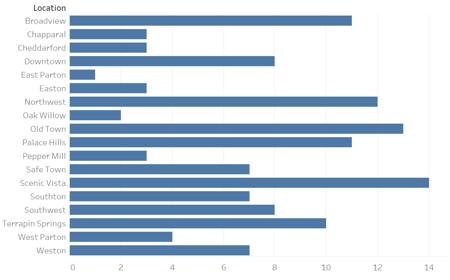 Location
Broadview
Chapparal
Cheddarford
Downtown
East Parton
Easton
Northwest
Oak Willow
Old Town
Palace Hills
Pepper Mill
Safe Town
Scenic Vista
Southton
Southwest
Terrapin Springs
West Parton
Weston
0 2 4 6 8 10 12 14